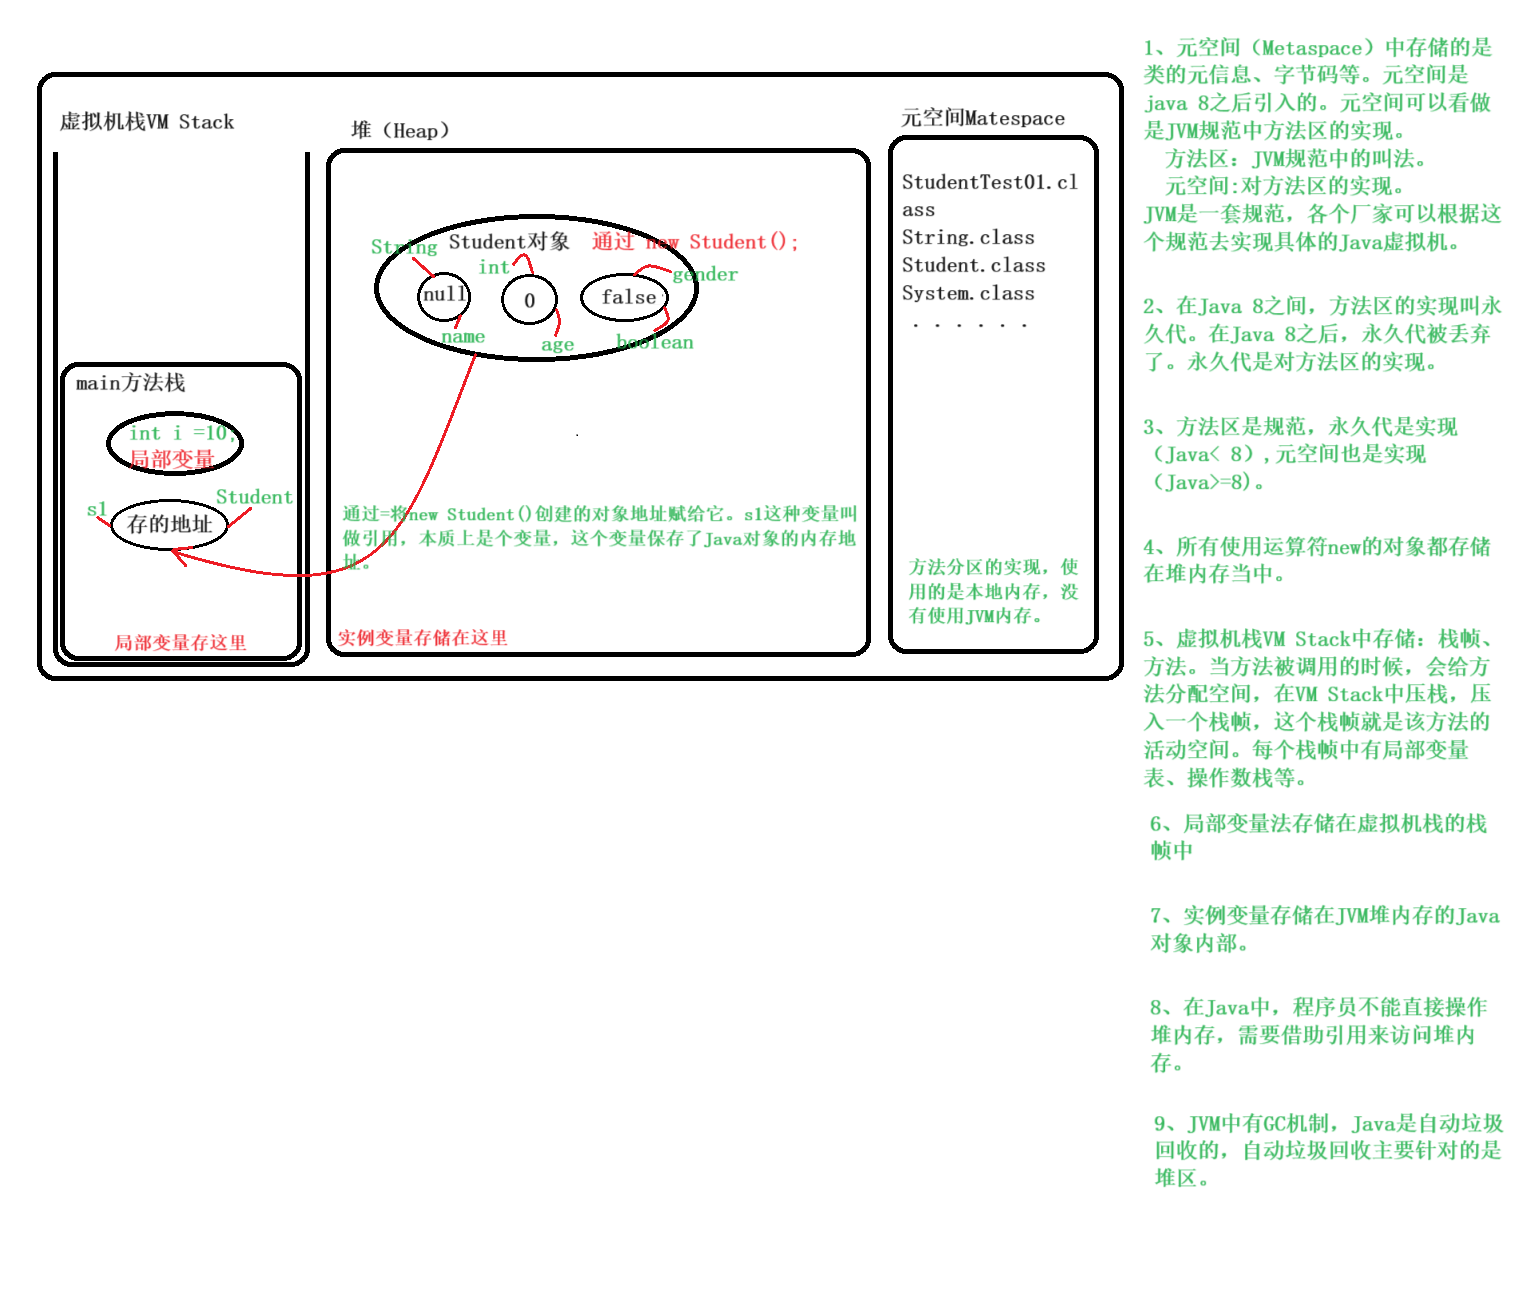 虚拟机栈VM Stack
main方法栈
int i =10;
局部变量
s1
Student
存的地址
局部变量存这里
堆（Heap）
Student对象
通过 new Student();
String
int
gender
null
0
false
name
age
boolean
通过=将new Student()创建的对象地址赋给它。s1这种变量叫
做引用，本质上是个变量，这个变量保存了Java对象的内存地
址。
实例变量存储在这里
元空间Matespace
StudentTest01.cl
ass
String.class
Student.class
System.class
. . . . . .
方法分区的实现，使
用的是本地内存，没
有使用JVM内存。
1、元空间（Metaspace）中存储的是
类的元信息、字节码等。元空间是
java 8之后引入的。元空间可以看做
是JVM规范中方法区的实现。
方法区：JVM规范中的叫法。
元空间:对方法区的实现。
JVM是一套规范，各个厂家可以根据这
个规范去实现具体的Java虚拟机。
2、在Java 8之间，方法区的实现叫永
久代。在Java 8之后，永久代被丢弃
了。永久代是对方法区的实现。
3、方法区是规范，永久代是实现
（Java< 8）,元空间也是实现
（Java>=8)。
4、所有使用运算符new的对象都存储
在堆内存当中。
5、虚拟机栈VM Stack中存储：栈帧、
方法。当方法被调用的时候，会给方
法分配空间，在VM Stack中压栈，压
入一个栈帧，这个栈帧就是该方法的
活动空间。每个栈帧中有局部变量
表、操作数栈等。
6、局部变量法存储在虚拟机栈的栈
帧中
7、实例变量存储在JVM堆内存的Java
对象内部。
8、在Java中，程序员不能直接操作
堆内存，需要借助引用来访问堆内
存。
9、JVM中有GC机制，Java是自动垃圾
回收的，自动垃圾回收主要针对的是
堆区。